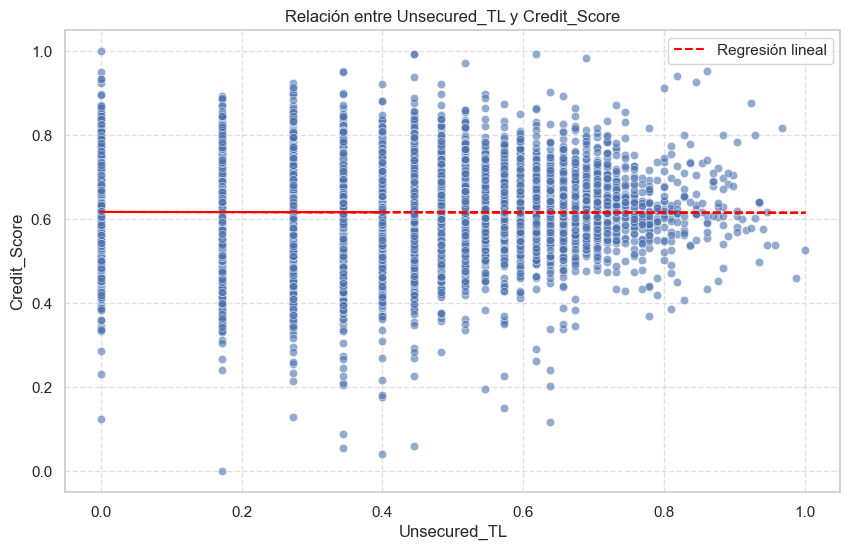 Relación entre Unsecured_TL y Credit_Score
Regresión lineal
Credit_Score
1.0
0.8
0.6
0.4
0.2
0.0
0.0 0.2 0.4 0.6 0.8 1.0
Unsecured_TL